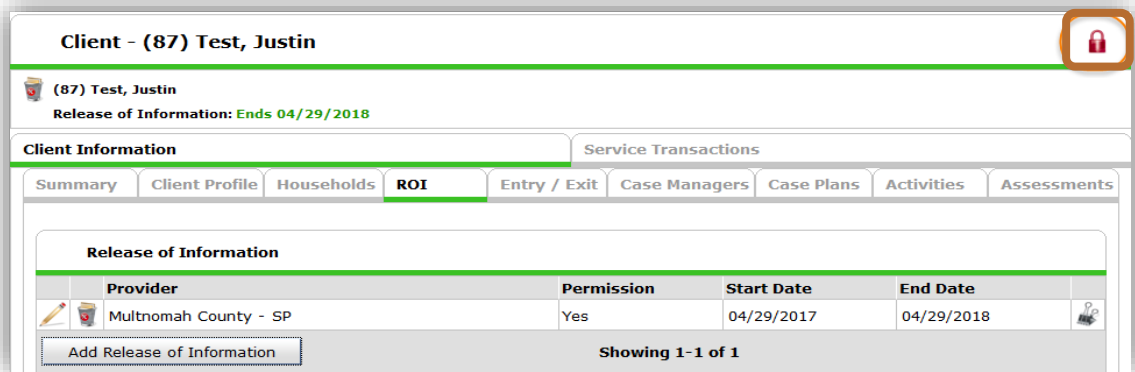 Client - (87) Test, Justin
(87) Test, Justin
Release of Information: Ends 04/29/2018
Client Information Service Transactions
Summary Client Profile Households ROI Entry / Exit Case Managers Case Plans Activities Assessments
Release of Information
Provider Permission Start Date End Date
Multnomah County - SP Yes 04/29/2017 04/29/2018
Add Release of Information Showing 1-1 of 1